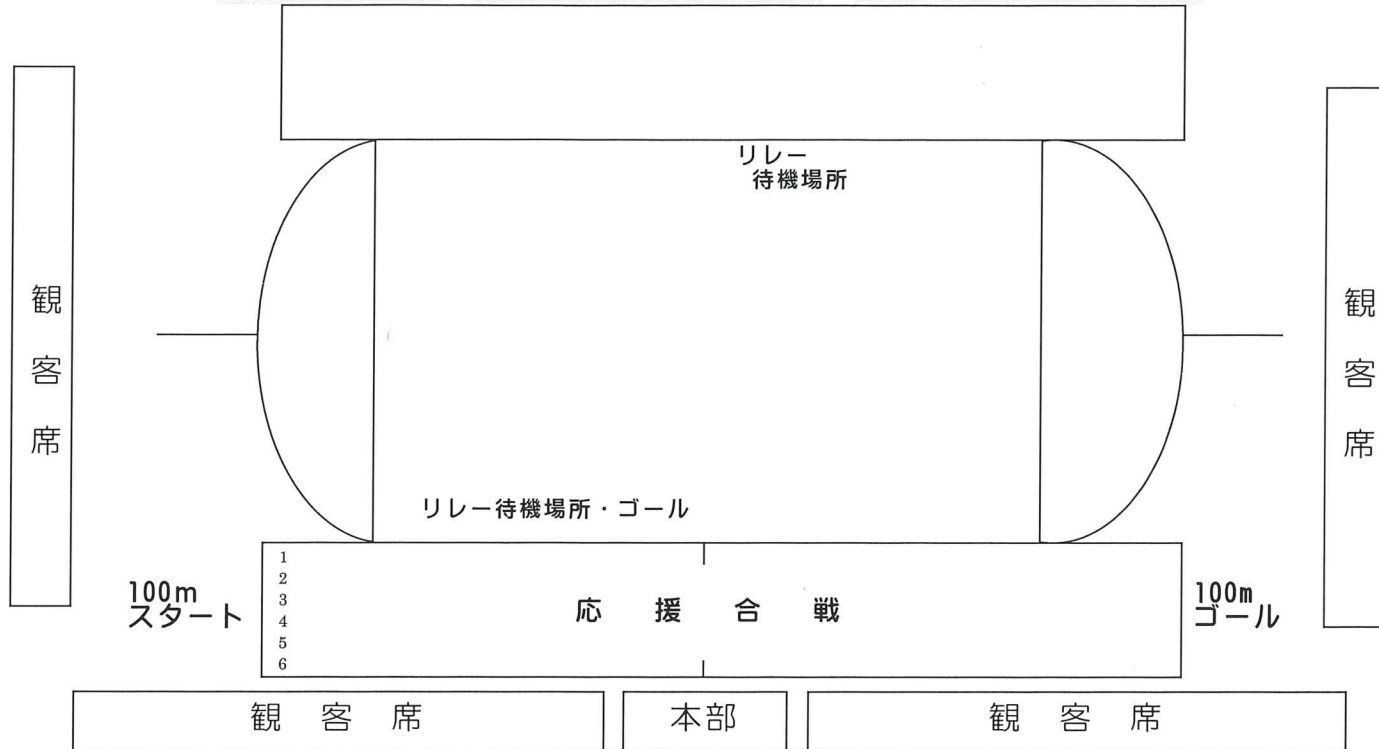 リレー
待機場所
観客席
観客席
リレー待機場所・ゴール
1
2
3
4
5
6
100m
スタート
応援合戦
100m
ゴール
観客席
本部
観客席